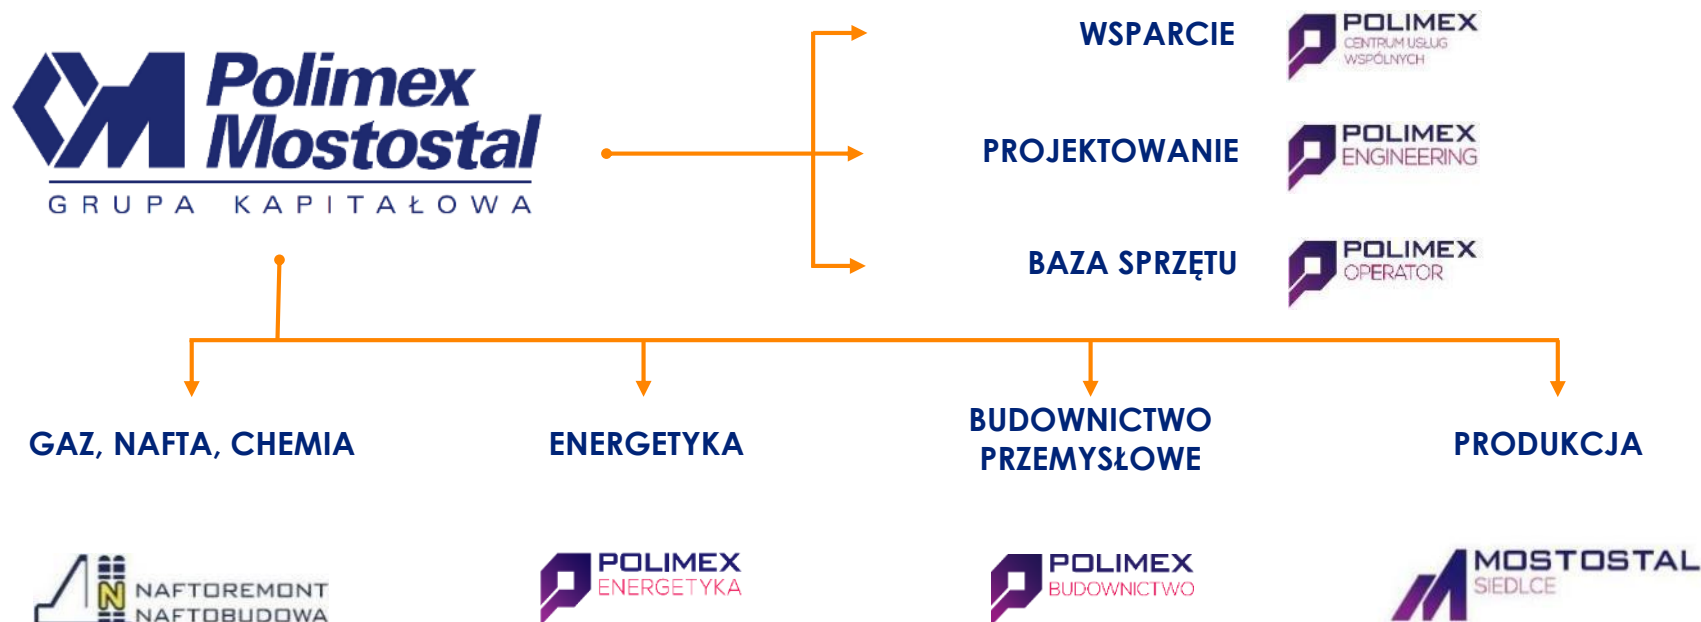 Polimex
Mostostal
GRUPA KAPITAŁOWA
WSPARCIE
POLIMEX
CENTRUM USŁUG
WSPÓLNYCH
PROJEKTOWANIE
POLIMEX
ENGINEERING
BAZA SPRZĘTU
POLIMEX
OPERATOR
GAZ, NAFTA, CHEMIA
ENERGETYKA
BUDOWNICTWO
PRZEMYSŁOWE
PRODUKCJA
NAFTOREMONT
NAFTOBUDOWA
POLIMEX
ENERGETYKA
POLIMEX
BUDOWNICTWO
MOSTOSTAL
SIEDLCE